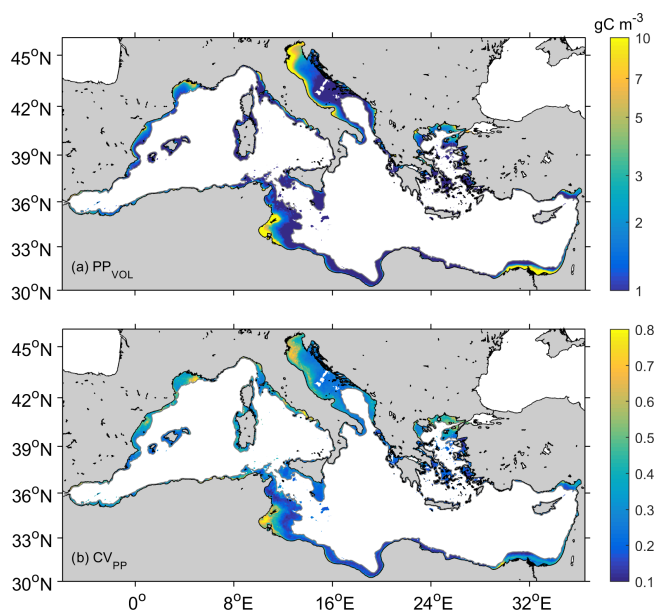 gC m⁻³
45°N
42°N
39°N
36°N
33°N
30°N
(a) PP_VOL
10
7
5
3
2
1
45°N
42°N
39°N
36°N
33°N
30°N
(b) CV_PP
0.8
0.7
0.6
0.5
0.4
0.3
0.2
0.1
0°
8°E
16°E
24°E
32°E